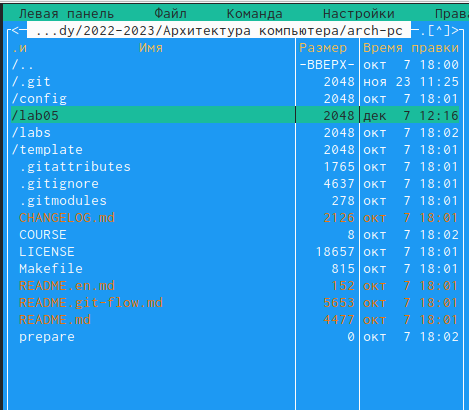 Левая панель Файл Команда Настройки Прав
<— ...dy/2022-2023/Архитектура компьютера/arch-pc —.[^]>
.и Имя Размер Время правки
/.. -ВВЕРХ- окт 7 18:00
/.git 2048 ноя 23 11:25
/config 2048 окт 7 18:01
/lab05 2048 дек 7 12:16
/labs 2048 окт 7 18:02
/template 2048 окт 7 18:01
.gitattributes 1765 окт 7 18:01
.gitignore 4637 окт 7 18:01
.gitmodules 278 окт 7 18:01
CHANGELOG.md 2126 окт 7 18:01
COURSE 8 окт 7 18:02
LICENSE 18657 окт 7 18:01
Makefile 815 окт 7 18:01
README.en.md 152 окт 7 18:01
README.git-flow.md 5653 окт 7 18:01
README.md 4477 окт 7 18:01
prepare 0 окт 7 18:02